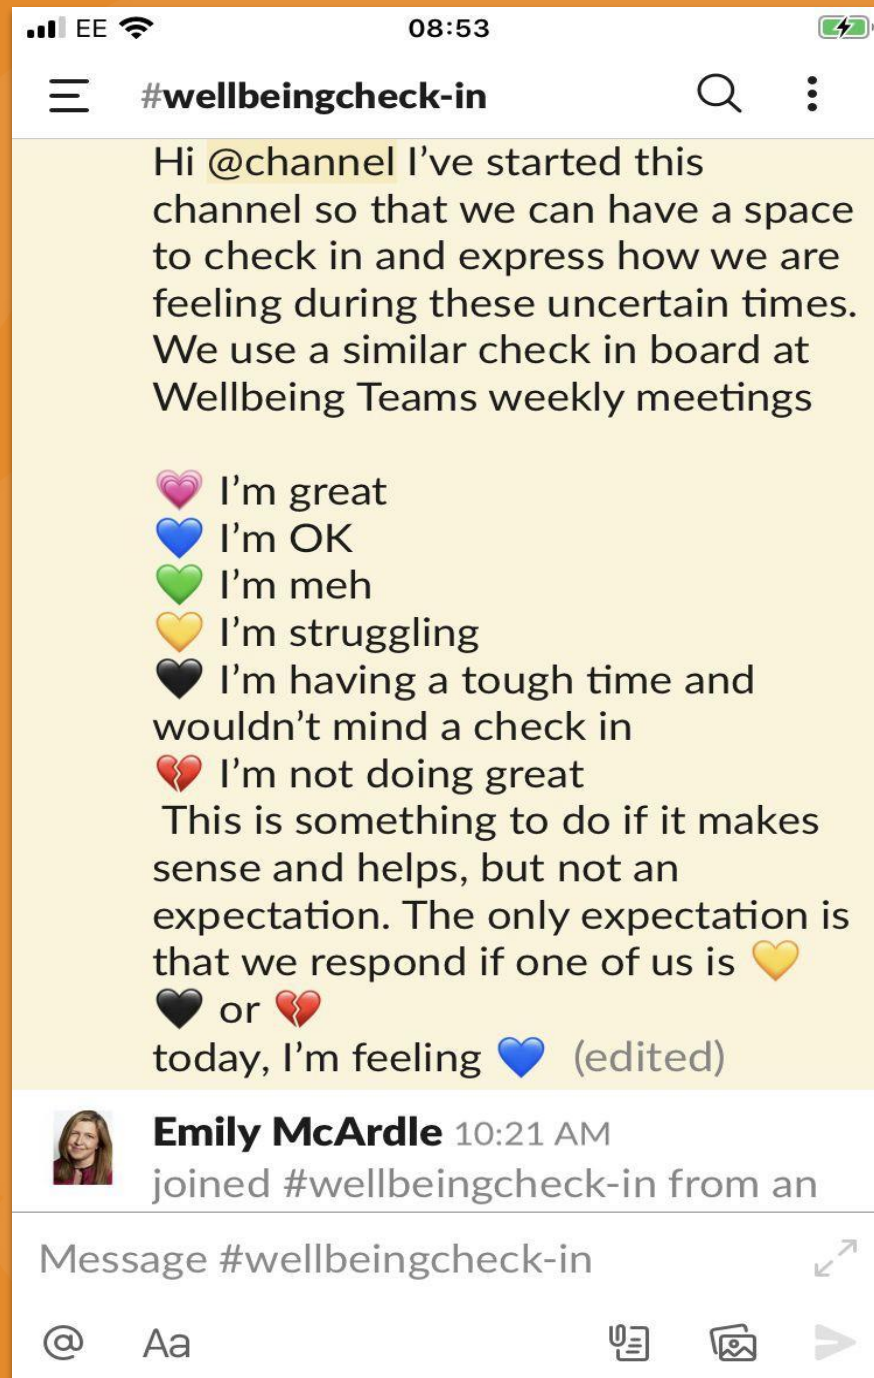 EE 08:53
#wellbeingcheck-in
Hi @channel I’ve started this
channel so that we can have a space
to check in and express how we are
feeling during these uncertain times.
We use a similar check in board at
Wellbeing Teams weekly meetings
💗 I’m great
💙 I’m OK
💚 I’m meh
💛 I’m struggling
🖤 I’m having a tough time and
wouldn’t mind a check in
💔 I’m not doing great
This is something to do if it makes
sense and helps, but not an
expectation. The only expectation is
that we respond if one of us is 💛
🖤 or 💔
today, I’m feeling 💙 (edited)
Emily McArdle 10:21 AM
joined #wellbeingcheck-in from an
Message #wellbeingcheck-in
@ Aa